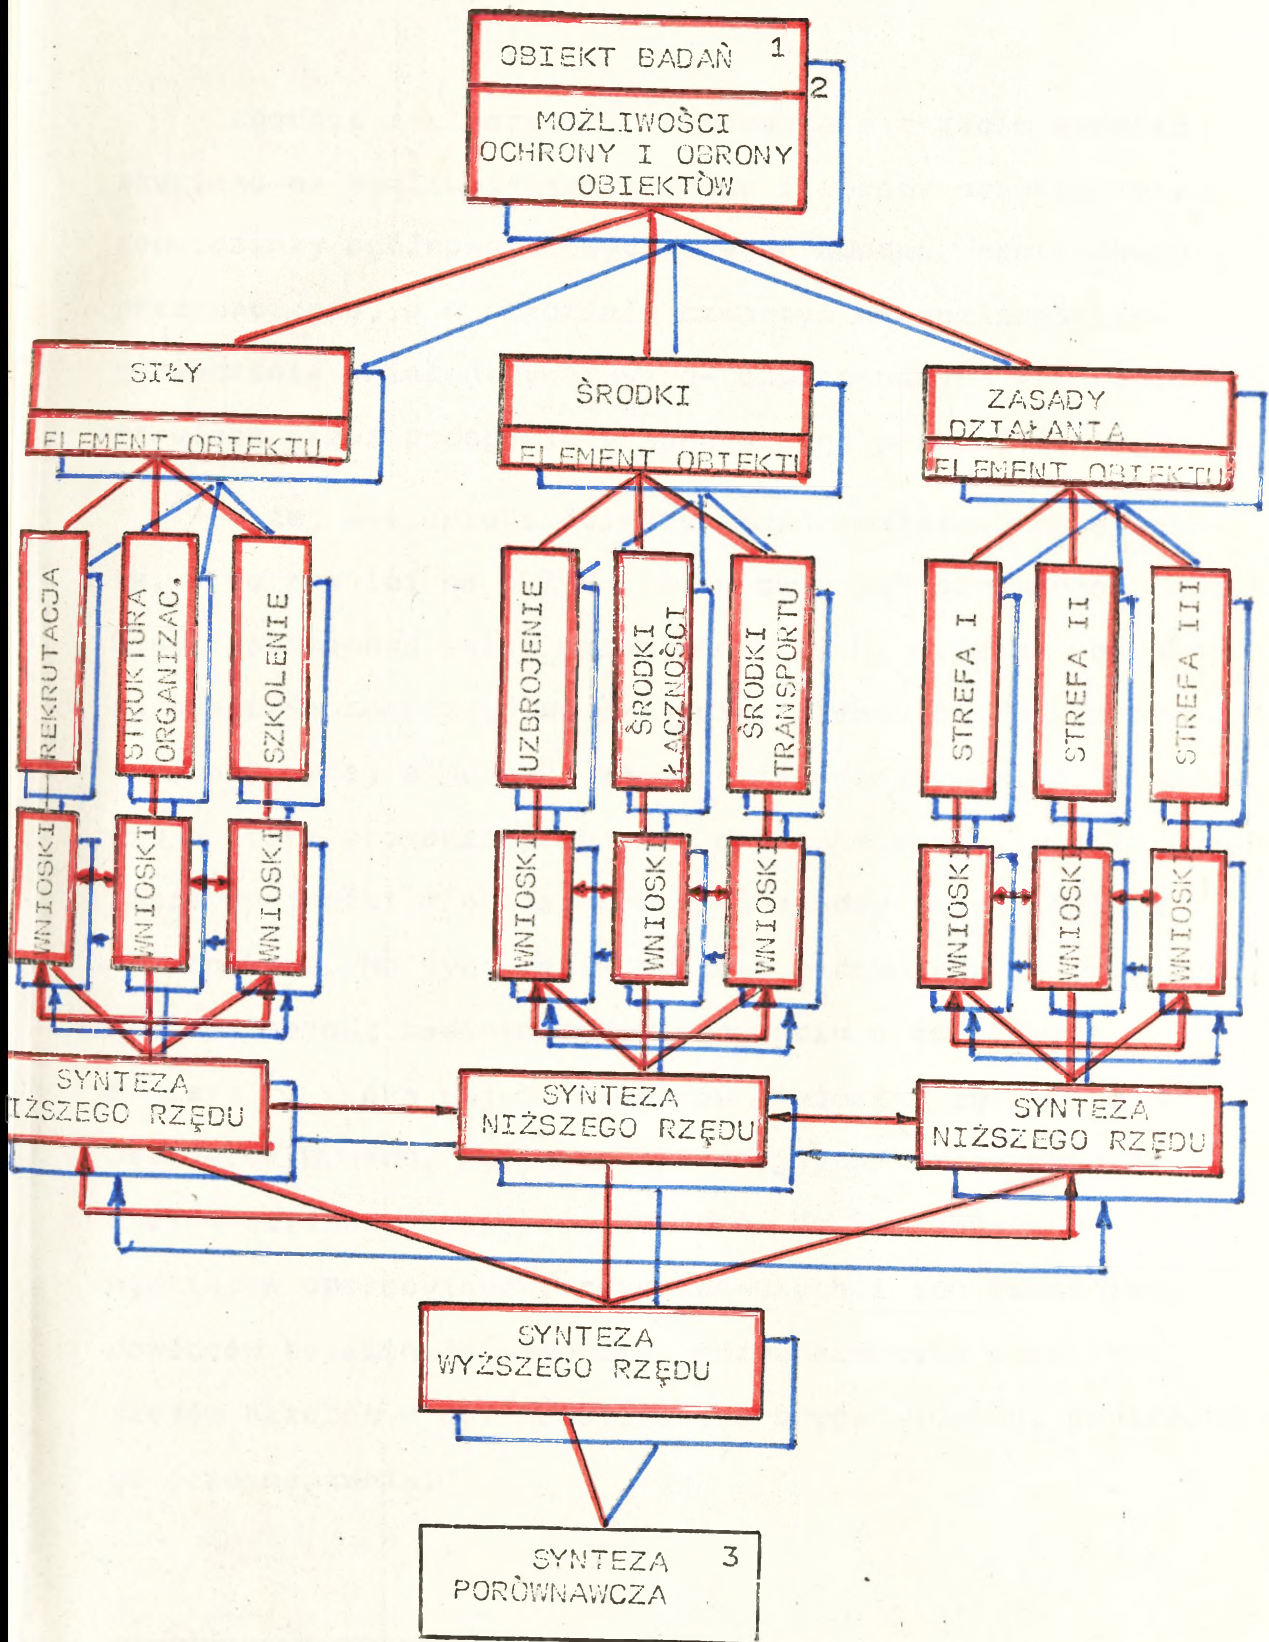 OBIEKT BADAŃ 1
2
MOŻLIWOŚCI
OCHRONY I OBRONY
OBIEKTÓW
SIŁY
ELEMENT OBIEKTU
ŚRODKI
ELEMENT OBIEKTU
ZASADY
DZIAŁANIA
ELEMENT OBIEKTU
REKRUTACJA
STRUKTURA
ORGANIZAC.
SZKOLENIE
UZBROJENIE
ŚRODKI
ŁĄCZNOŚCI
ŚRODKI
TRANSPORTU
STREFA I
STREFA II
STREFA III
WNIOSKI
WNIOSKI
WNIOSKI
WNIOSKI
WNIOSKI
WNIOSKI
WNIOSKI
WNIOSKI
WNIOSKI
SYNTEZA
IŻSZEGO RZĘDU
SYNTEZA
NIŻSZEGO RZĘDU
SYNTEZA
NIŻSZEGO RZĘDU
SYNTEZA
WYŻSZEGO RZĘDU
SYNTEZA 3
PORÓWNAWCZA